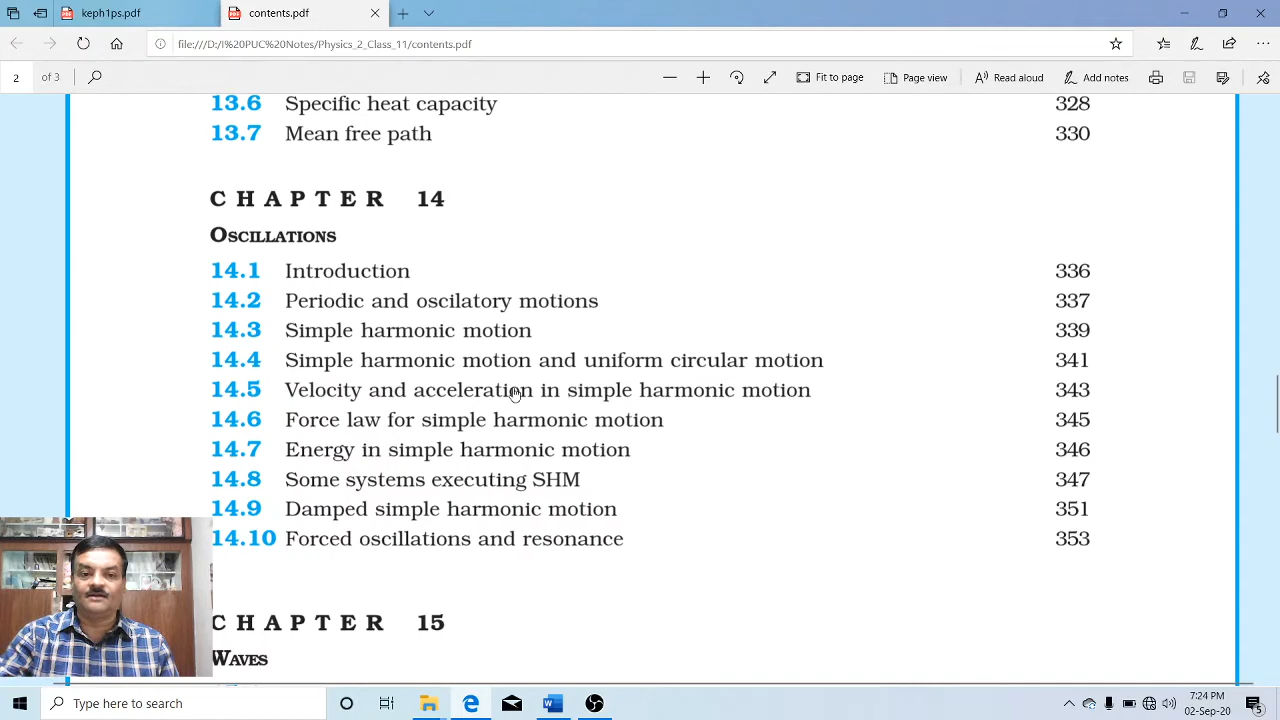 contents.pdf
file:///D:/I%20PUC%20Notes/Physics_2_Class_11/contents.pdf
2 of 3
Fit to page
Page view
Read aloud
Add notes
13.6 Specific heat capacity 328
13.7 Mean free path 330
CHAPTER 14
OSCILLATIONS
14.1 Introduction 336
14.2 Periodic and oscilatory motions 337
14.3 Simple harmonic motion 339
14.4 Simple harmonic motion and uniform circular motion 341
14.5 Velocity and acceleration in simple harmonic motion 343
14.6 Force law for simple harmonic motion 345
14.7 Energy in simple harmonic motion 346
14.8 Some systems executing SHM 347
14.9 Damped simple harmonic motion 351
14.10 Forced oscillations and resonance 353
CHAPTER 15
WAVES
Type here to search
7:24 PM
02-Sep-20
5